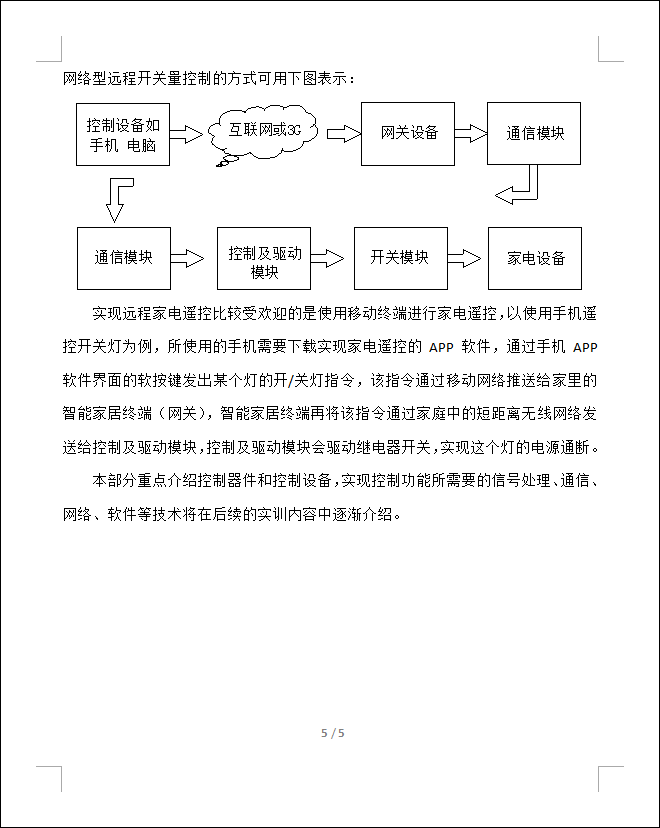 网络型远程开关量控制的方式可用下图表示：
控制设备如
手机 电脑
互联网或3G
网关设备
通信模块
通信模块
控制及驱动
模块
开关模块
家电设备
实现远程家电遥控比较受欢迎的是使用移动终端进行家电遥控，以使用手机遥
控开关灯为例，所使用的手机需要下载实现家电遥控的 APP 软件，通过手机 APP
软件界面的软按键发出某个灯的开/关灯指令，该指令通过移动网络推送给家里的
智能家居终端（网关），智能家居终端再将该指令通过家庭中的短距离无线网络发
送给控制及驱动模块，控制及驱动模块会驱动继电器开关，实现这个灯的电源通断。
本部分重点介绍控制器件和控制设备，实现控制功能所需要的信号处理、通信、
网络、软件等技术将在后续的实训内容中逐渐介绍。
5 / 5